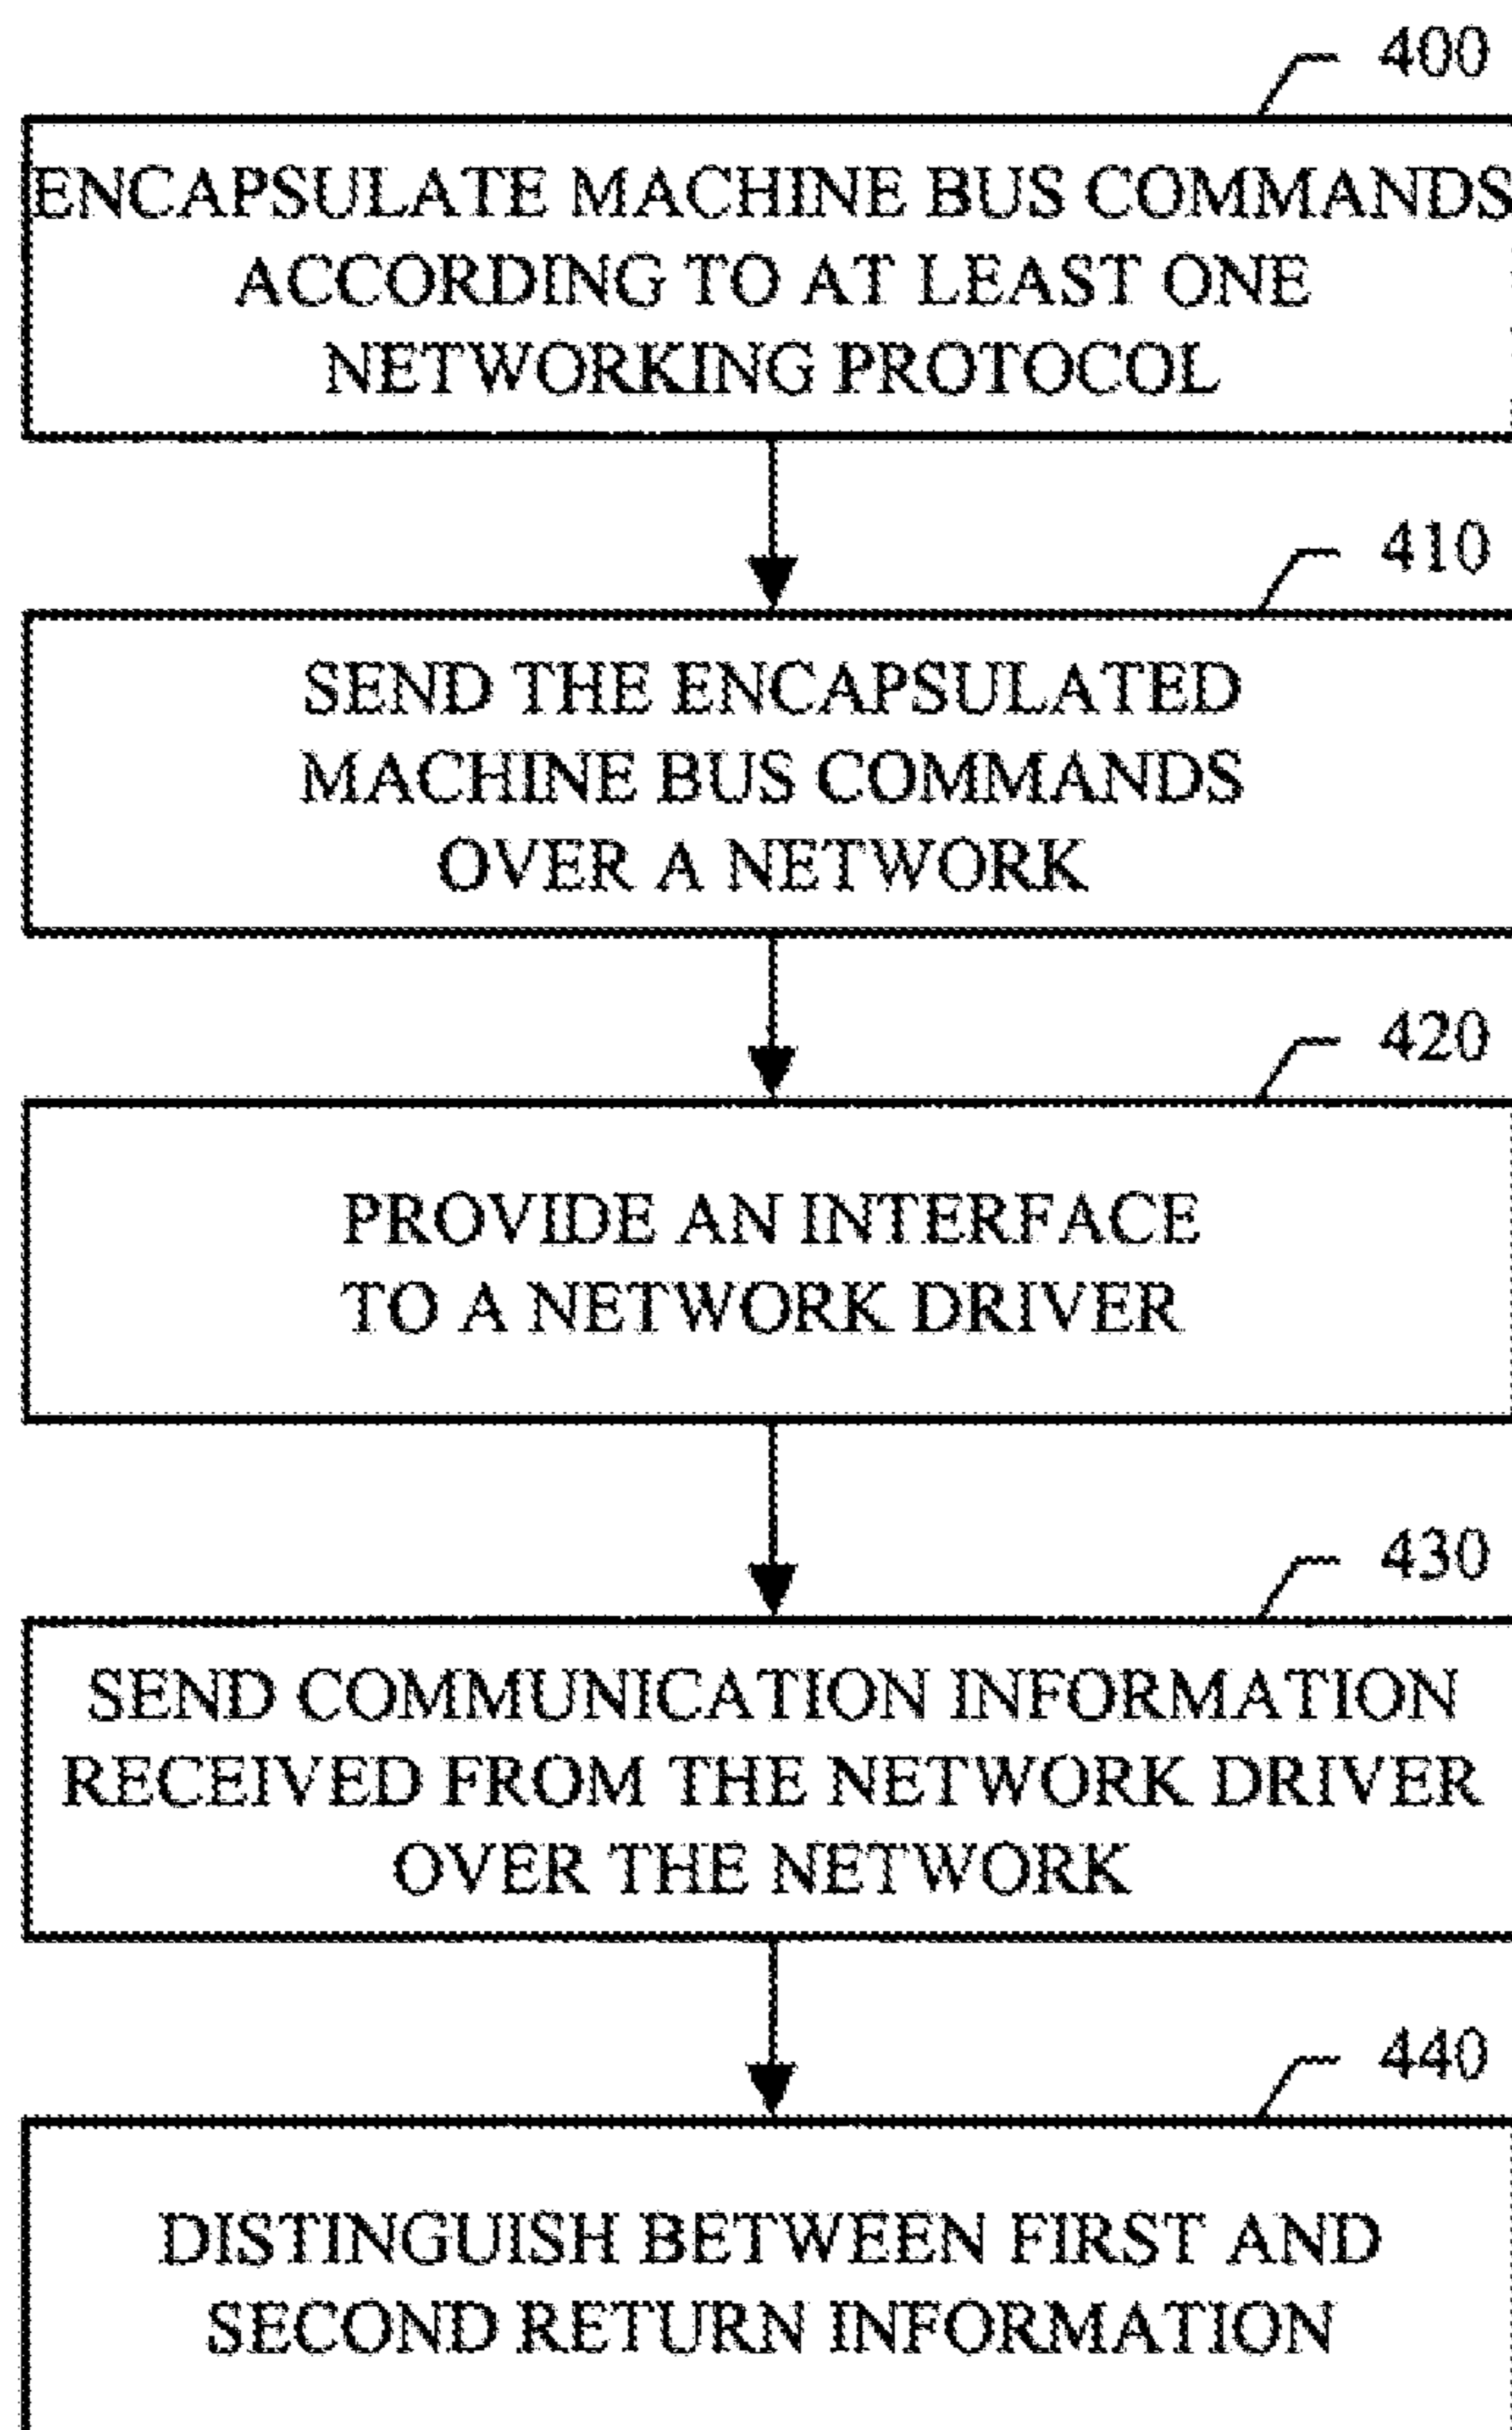 400
ENCAPSULATE MACHINE BUS COMMANDS
ACCORDING TO AT LEAST ONE
NETWORKING PROTOCOL
410
SEND THE ENCAPSULATED
MACHINE BUS COMMANDS
OVER A NETWORK
420
PROVIDE AN INTERFACE
TO A NETWORK DRIVER
430
SEND COMMUNICATION INFORMATION
RECEIVED FROM THE NETWORK DRIVER
OVER THE NETWORK
440
DISTINGUISH BETWEEN FIRST AND
SECOND RETURN INFORMATION